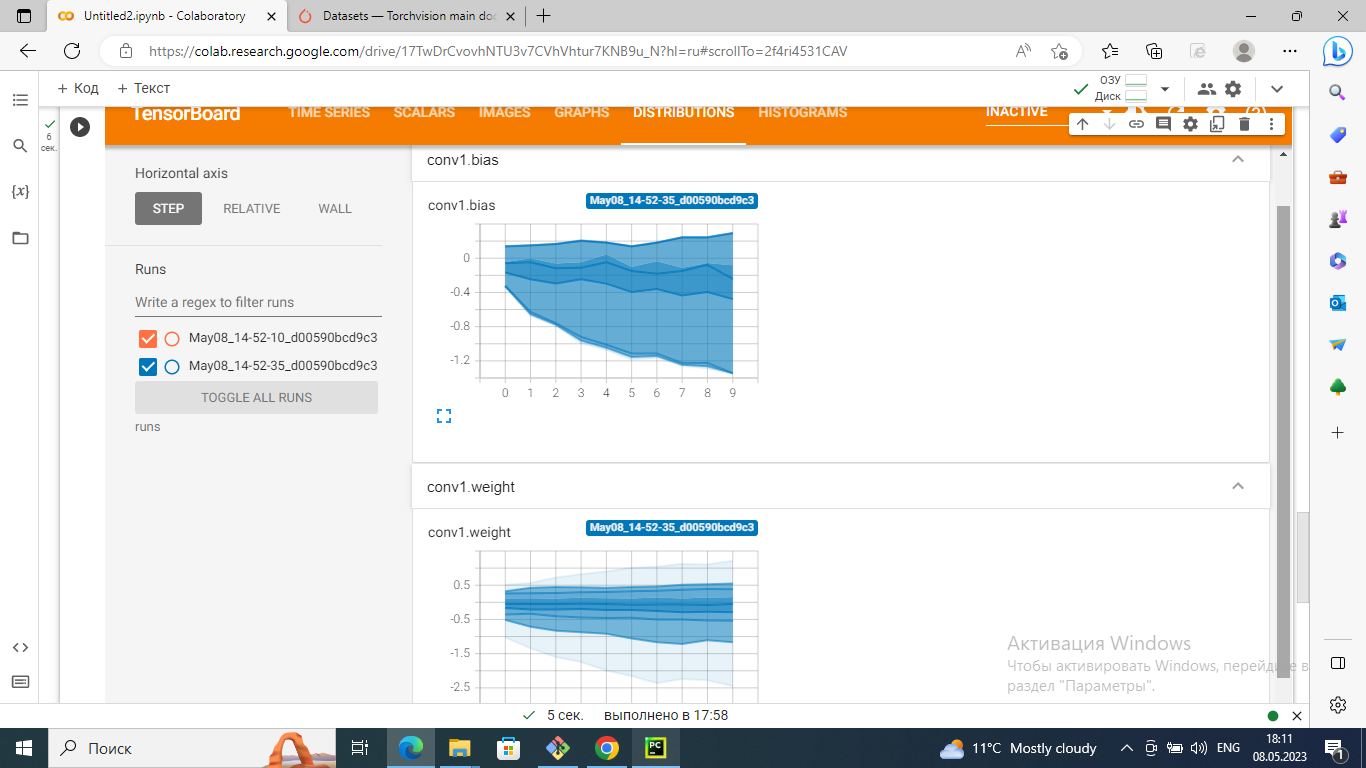 Untitled2.ipynb - Colaboratory
Datasets — Torchvision main doc
https://colab.research.google.com/drive/17TwDrCvovhNTU3v7CVhVhtur7KNB9u_N?hl=ru#scrollTo=2f4ri4531CAV
+ Код + Текст
ОЗУ
Диск
6
сек.
TensorBoard
TIME SERIES SCALARS IMAGES GRAPHS DISTRIBUTIONS HISTOGRAMS
INACTIVE
Horizontal axis
STEP RELATIVE WALL
Runs
Write a regex to filter runs
May08_14-52-10_d00590bcd9c3
May08_14-52-35_d00590bcd9c3
TOGGLE ALL RUNS
runs
conv1.bias
conv1.bias
May08_14-52-35_d00590bcd9c3
0
-0.4
-0.8
-1.2
0 1 2 3 4 5 6 7 8 9
conv1.weight
conv1.weight
May08_14-52-35_d00590bcd9c3
0.5
-0.5
-1.5
-2.5
Активация Windows
Чтобы активировать Windows, перейдите в
раздел "Параметры".
5 сек. выполнено в 17:58
Поиск
11°C Mostly cloudy
ENG
18:11
08.05.2023
1